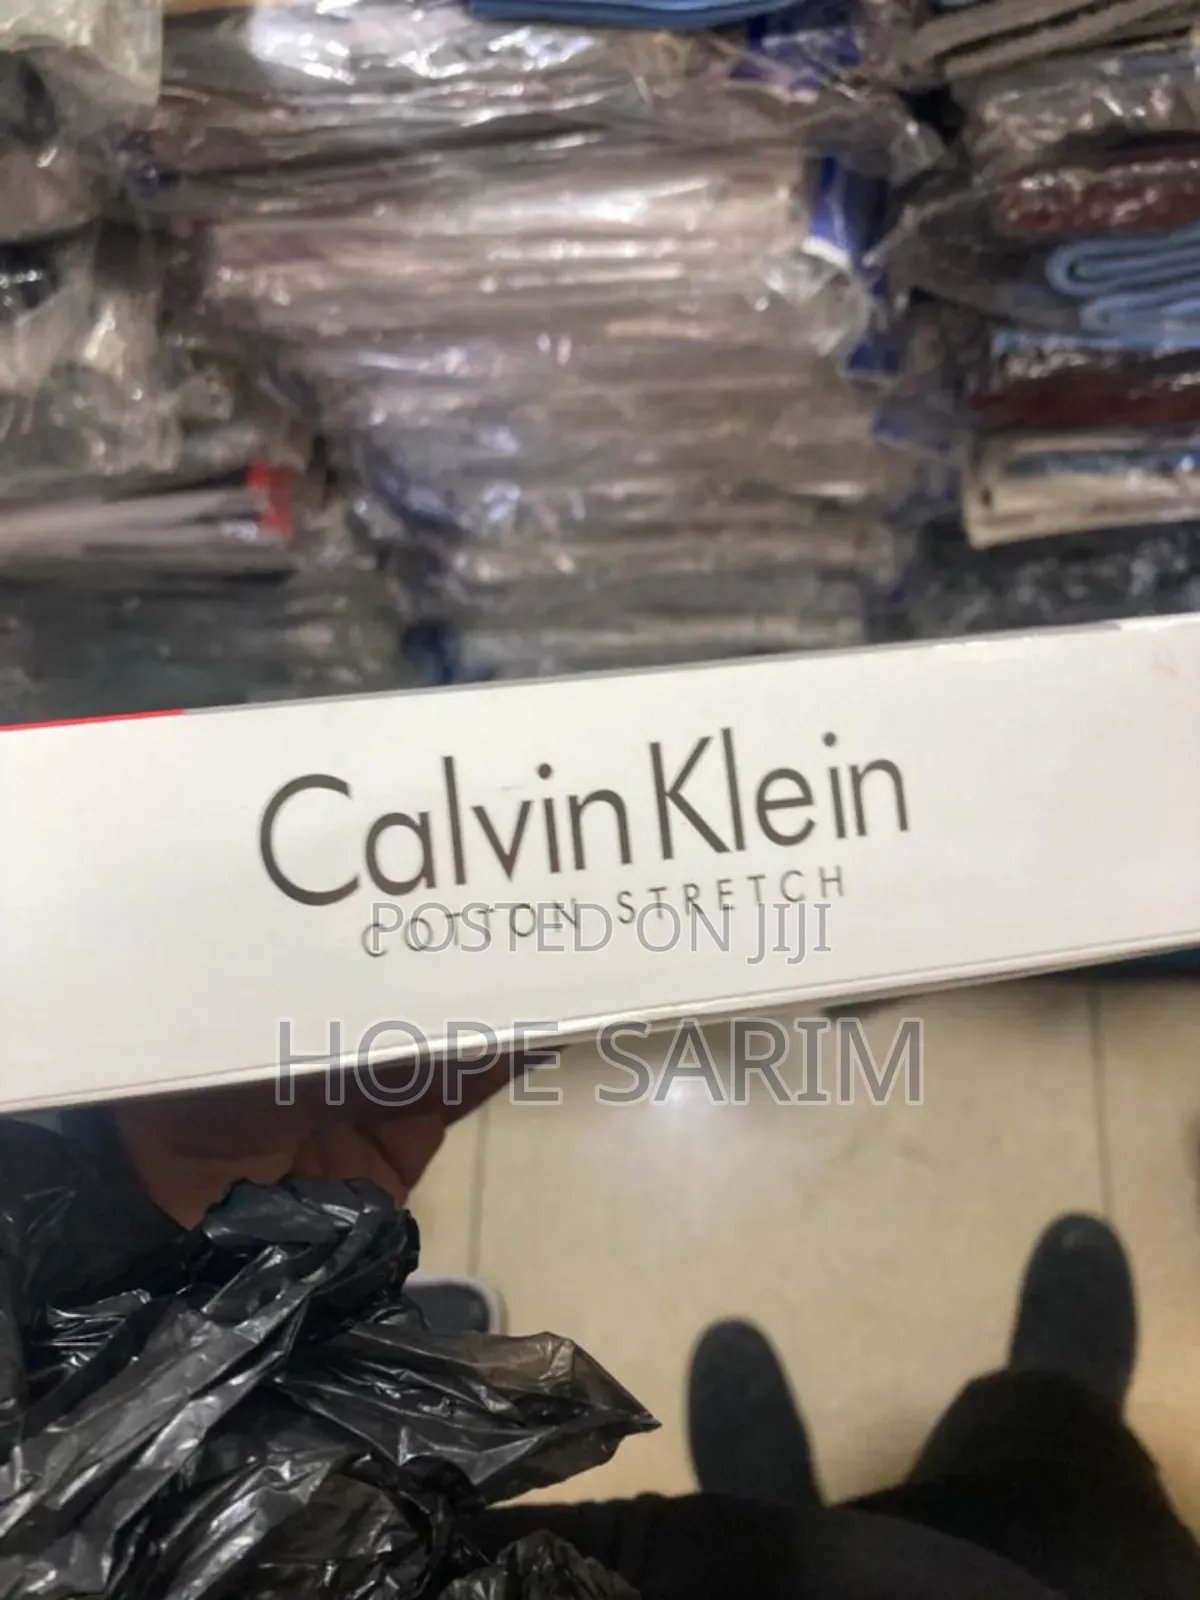 Calvin Klein
COTTON STRETCH
POSTED ON JIJI
HOPE SARIM